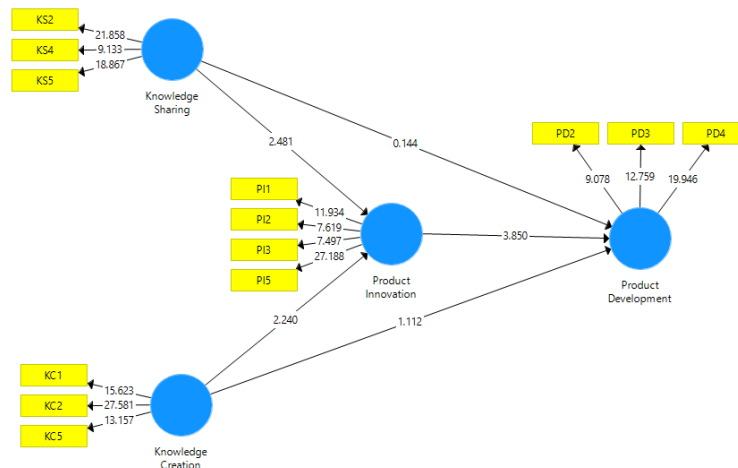 KS2
21.858
KS4
9.133
KS5
18.867
Knowledge
Sharing
2.481
0.144
PD2
PD3
PD4
9.078
12.759
19.946
PI1
11.934
PI2
7.619
PI3
7.497
PI5
27.188
Product
Innovation
3.850
Product
Development
2.240
1.112
KC1
15.623
KC2
27.581
KC5
13.157
Knowledge
Creation